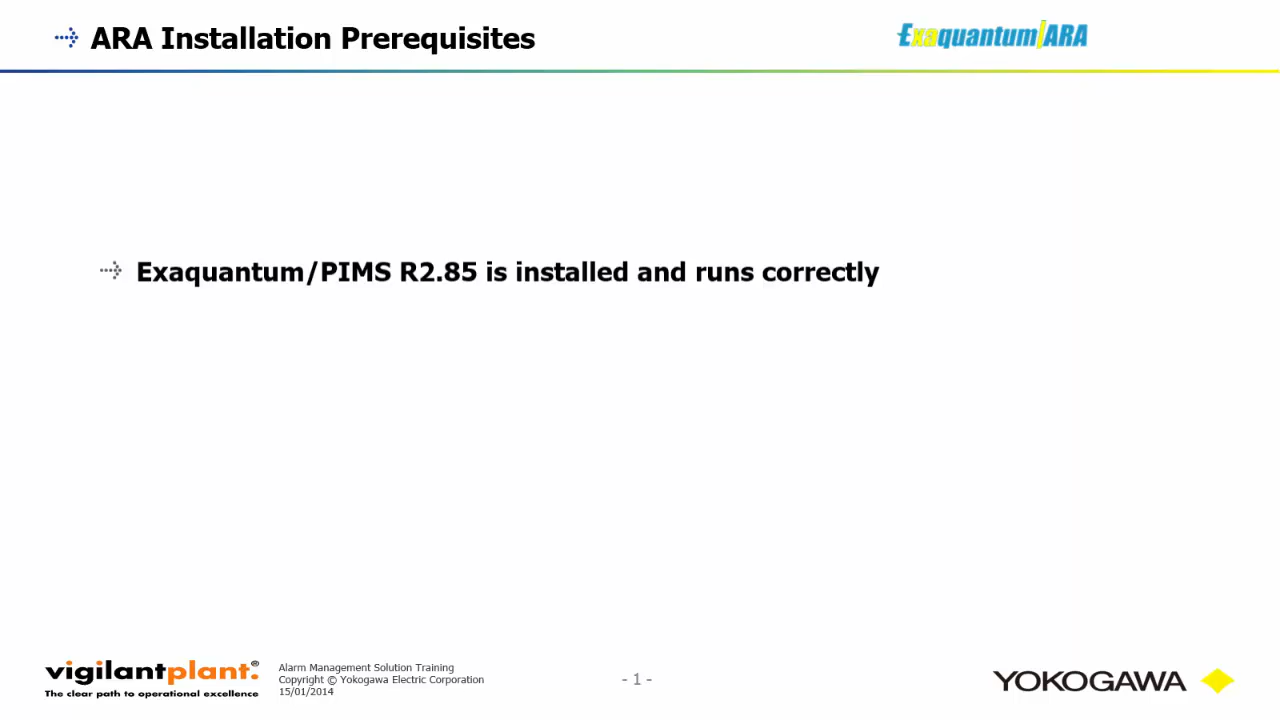 ARA Installation Prerequisites
Exaquantum/ARA
Exaquantum/PIMS R2.85 is installed and runs correctly
vigilantplant.®
The clear path to operational excellence
Alarm Management Solution Training
Copyright © Yokogawa Electric Corporation
15/01/2014
- 1 -
YOKOGAWA